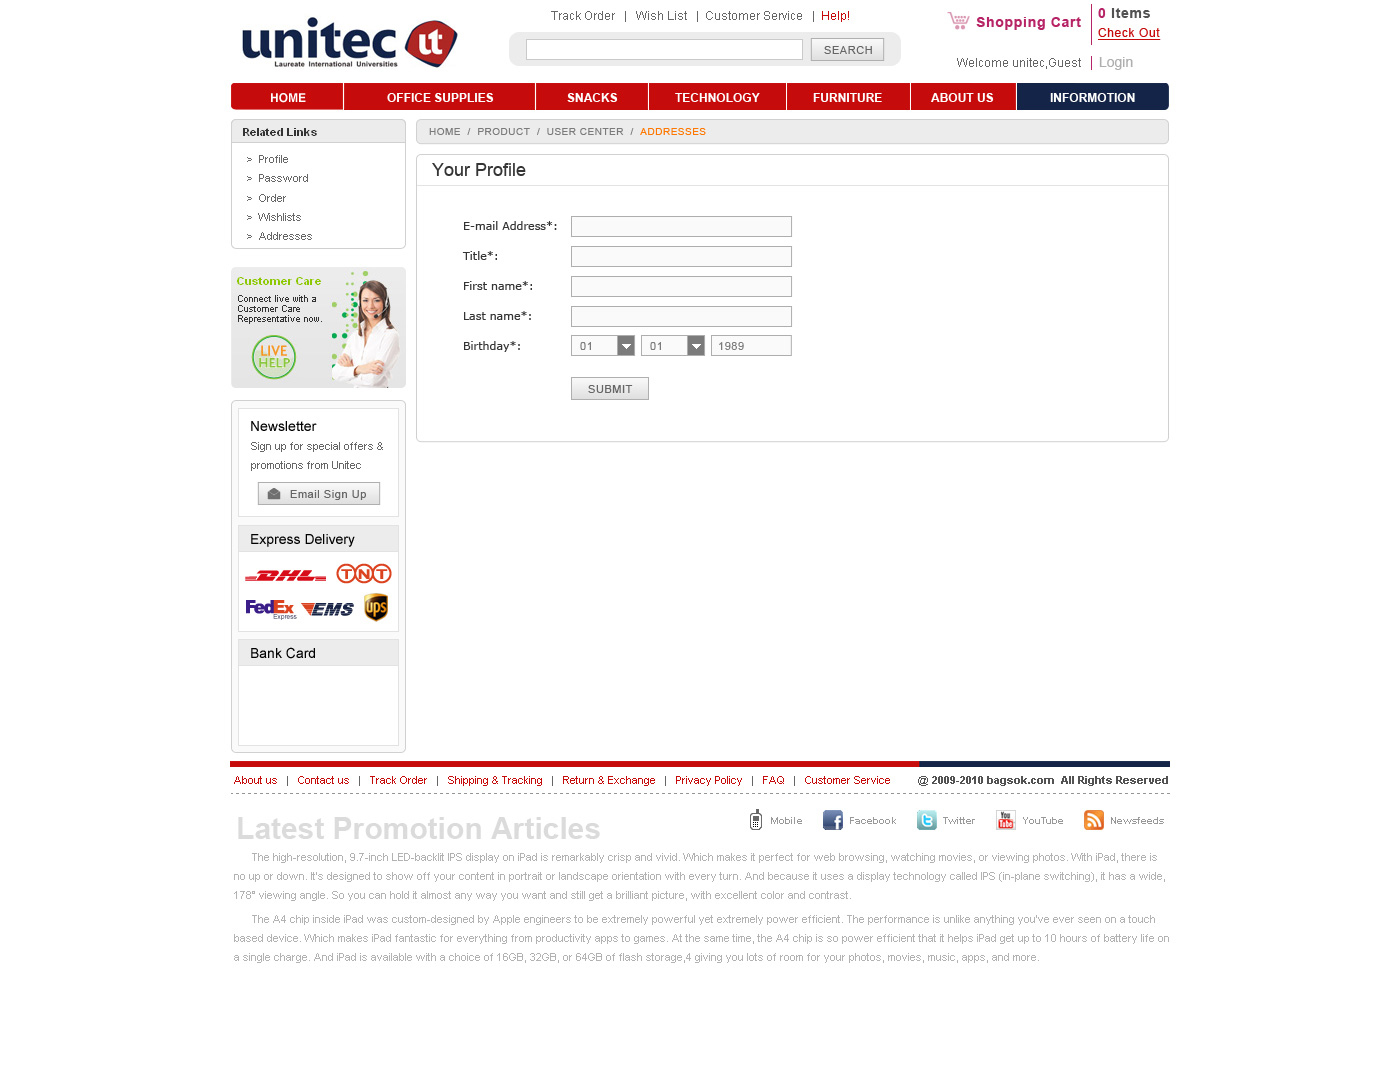 Track Order | Wish List | Customer Service | Help!
unitec ut
Laureate International Universities
SEARCH
Shopping Cart
0 Items
Check Out
Welcome unitec,Guest | Login
HOME OFFICE SUPPLIES SNACKS TECHNOLOGY FURNITURE ABOUT US INFORMOTION
Related Links
> Profile
> Password
> Order
> Wishlists
> Addresses
HOME / PRODUCT / USER CENTER / ADDRESSES
Your Profile
E-mail Address*:
Title*:
First name*:
Last name*:
Birthday*: 01 01 1989
SUBMIT
Customer Care
Connect live with a
Customer Care
Representative now.
LIVE
HELP
Newsletter
Sign up for special offers &
promotions from Unitec
Email Sign Up
Express Delivery
DHL TNT
FedEx Express EMS ups
Bank Card
About us | Contact us | Track Order | Shipping & Tracking | Return & Exchange | Privacy Policy | FAQ | Customer Service
@ 2009-2010 bagsok.com All Rights Reserved
Latest Promotion Articles
Mobile Facebook Twitter You Tube YouTube Newsfeeds
The high-resolution, 9.7-inch LED-backlit IPS display on iPad is remarkably crisp and vivid. Which makes it perfect for web browsing, watching movies, or viewing photos. With iPad, there is
no up or down. It's designed to show off your content in portrait or landscape orientation with every turn. And because it uses a display technology called IPS (in-plane switching), it has a wide,
178° viewing angle. So you can hold it almost any way you want and still get a brilliant picture, with excellent color and contrast.
The A4 chip inside iPad was custom-designed by Apple engineers to be extremely powerful yet extremely power efficient. The performance is unlike anything you've ever seen on a touch
based device. Which makes iPad fantastic for everything from productivity apps to games. At the same time, the A4 chip is so power efficient that it helps iPad get up to 10 hours of battery life on
a single charge. And iPad is available with a choice of 16GB, 32GB, or 64GB of flash storage,4 giving you lots of room for your photos, movies, music, apps, and more.